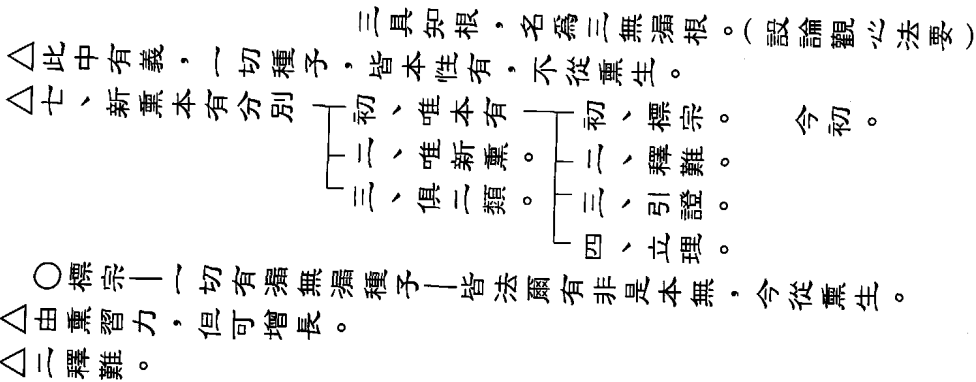 三具知根，名為三無漏根。（設論觀心法要）
△此中有義，一切種子，皆本性有，不從熏生。
△七、新熏本有分別
初、唯本有
二、唯新熏。
三、俱二類。
初、標宗。
二、釋難。
三、引證。
四、立理。
今初。
○標宗－一切有漏無漏種子－皆法爾有非是本無，今從熏生。
△由熏習力，但可增長。
△二釋難。